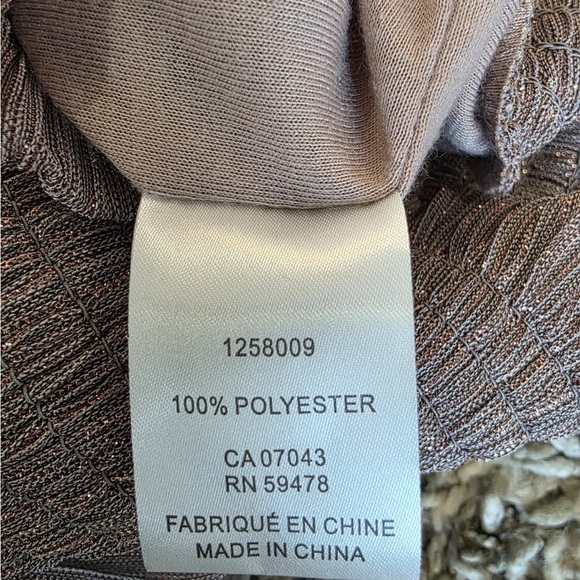 1258009
100% POLYESTER
CA 07043
RN 59478
FABRIQUÉ EN CHINE
MADE IN CHINA